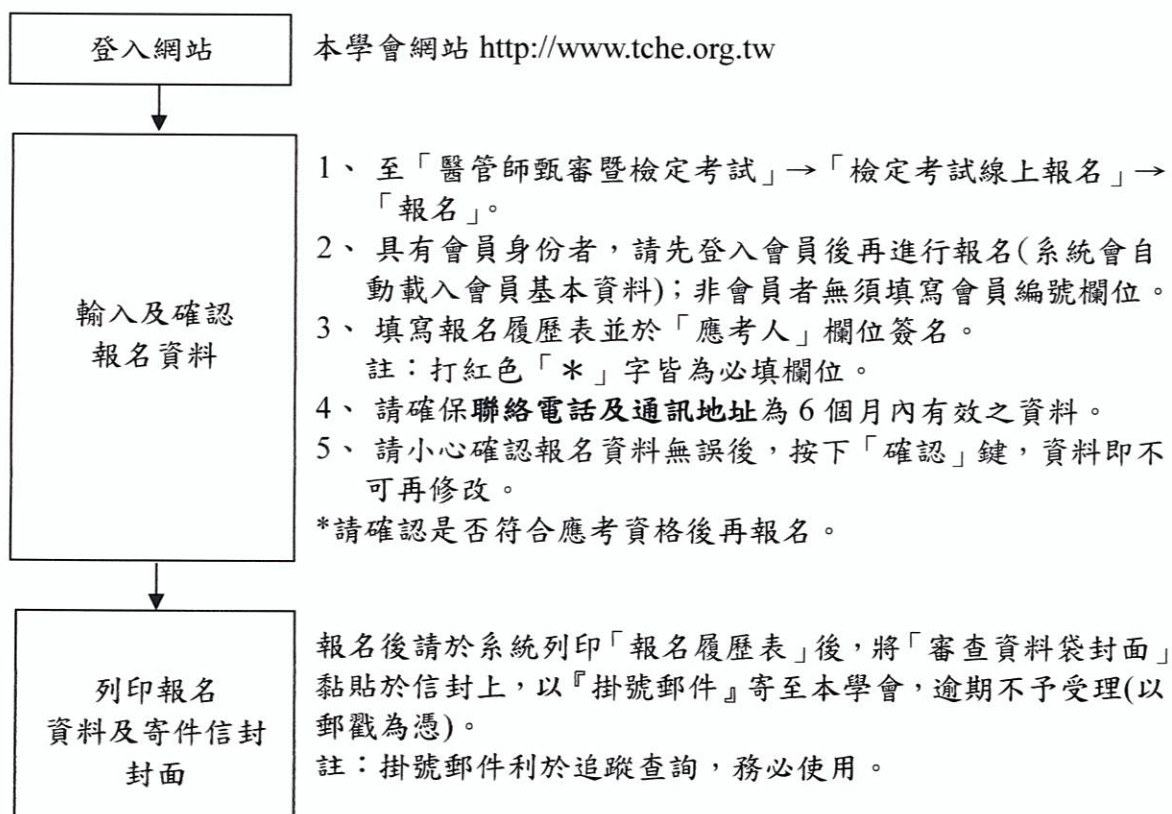 登入網站
本學會網站 http://www.tche.org.tw
輸入及確認
報名資料
1、 至「醫管師甄審暨檢定考試」→「檢定考試線上報名」→
「報名」。
2、 具有會員身份者，請先登入會員後再進行報名(系統會自
動載入會員基本資料)；非會員者無須填寫會員編號欄位。
3、 填寫報名履歷表並於「應考人」欄位簽名。
註：打紅色「＊」字皆為必填欄位。
4、 請確保聯絡電話及通訊地址為 6 個月內有效之資料。
5、 請小心確認報名資料無誤後，按下「確認」鍵，資料即不
可再修改。
*請確認是否符合應考資格後再報名。
列印報名
資料及寄件信封
封面
報名後請於系統列印「報名履歷表」後，將「審查資料袋封面」
黏貼於信封上，以『掛號郵件』寄至本學會，逾期不予受理(以
郵戳為憑)。
註：掛號郵件利於追蹤查詢，務必使用。